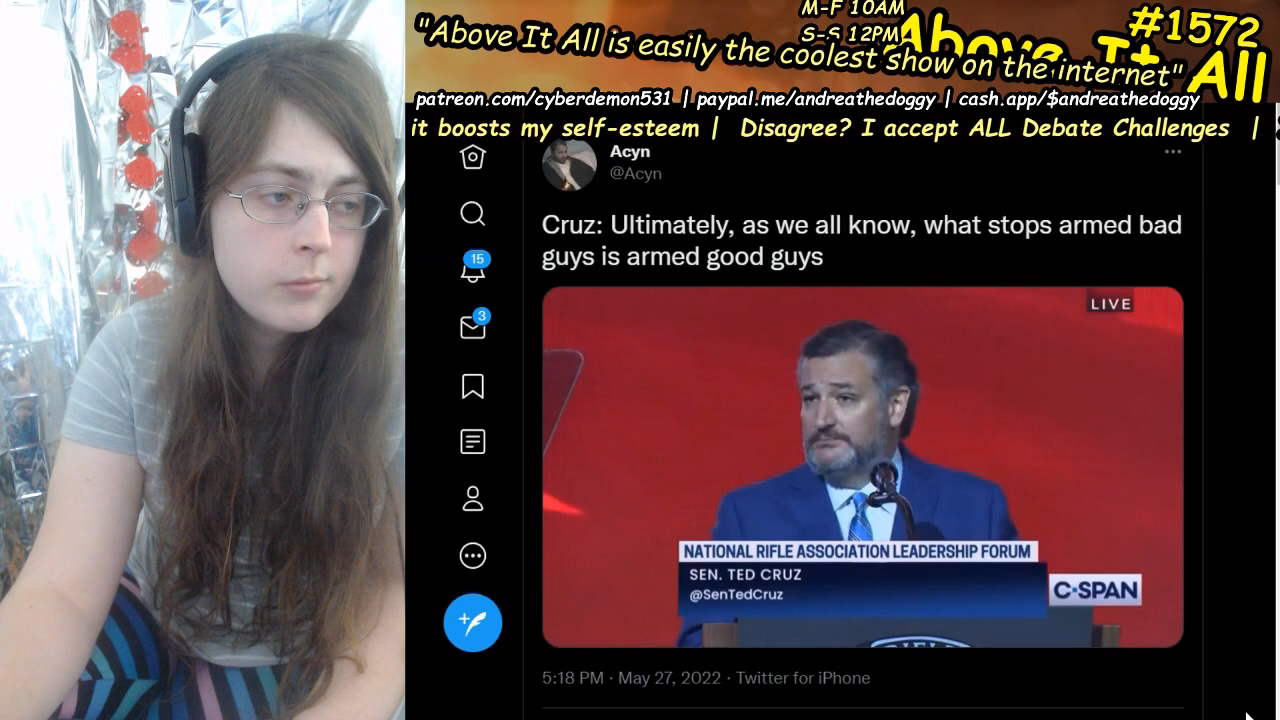 M-F 10AM
S-S 12PM
"Above It All is easily the coolest show on the internet"
Above It All
#1572
patreon.com/cyberdemon531 | paypal.me/andreathedoggy | cash.app/$andreathedoggy
it boosts my self-esteem | Disagree? I accept ALL Debate Challenges |
Acyn
@Acyn
15
3
Cruz: Ultimately, as we all know, what stops armed bad
guys is armed good guys
LIVE
NATIONAL RIFLE ASSOCIATION LEADERSHIP FORUM
SEN. TED CRUZ
@SenTedCruz
C-SPAN
5:18 PM · May 27, 2022 · Twitter for iPhone